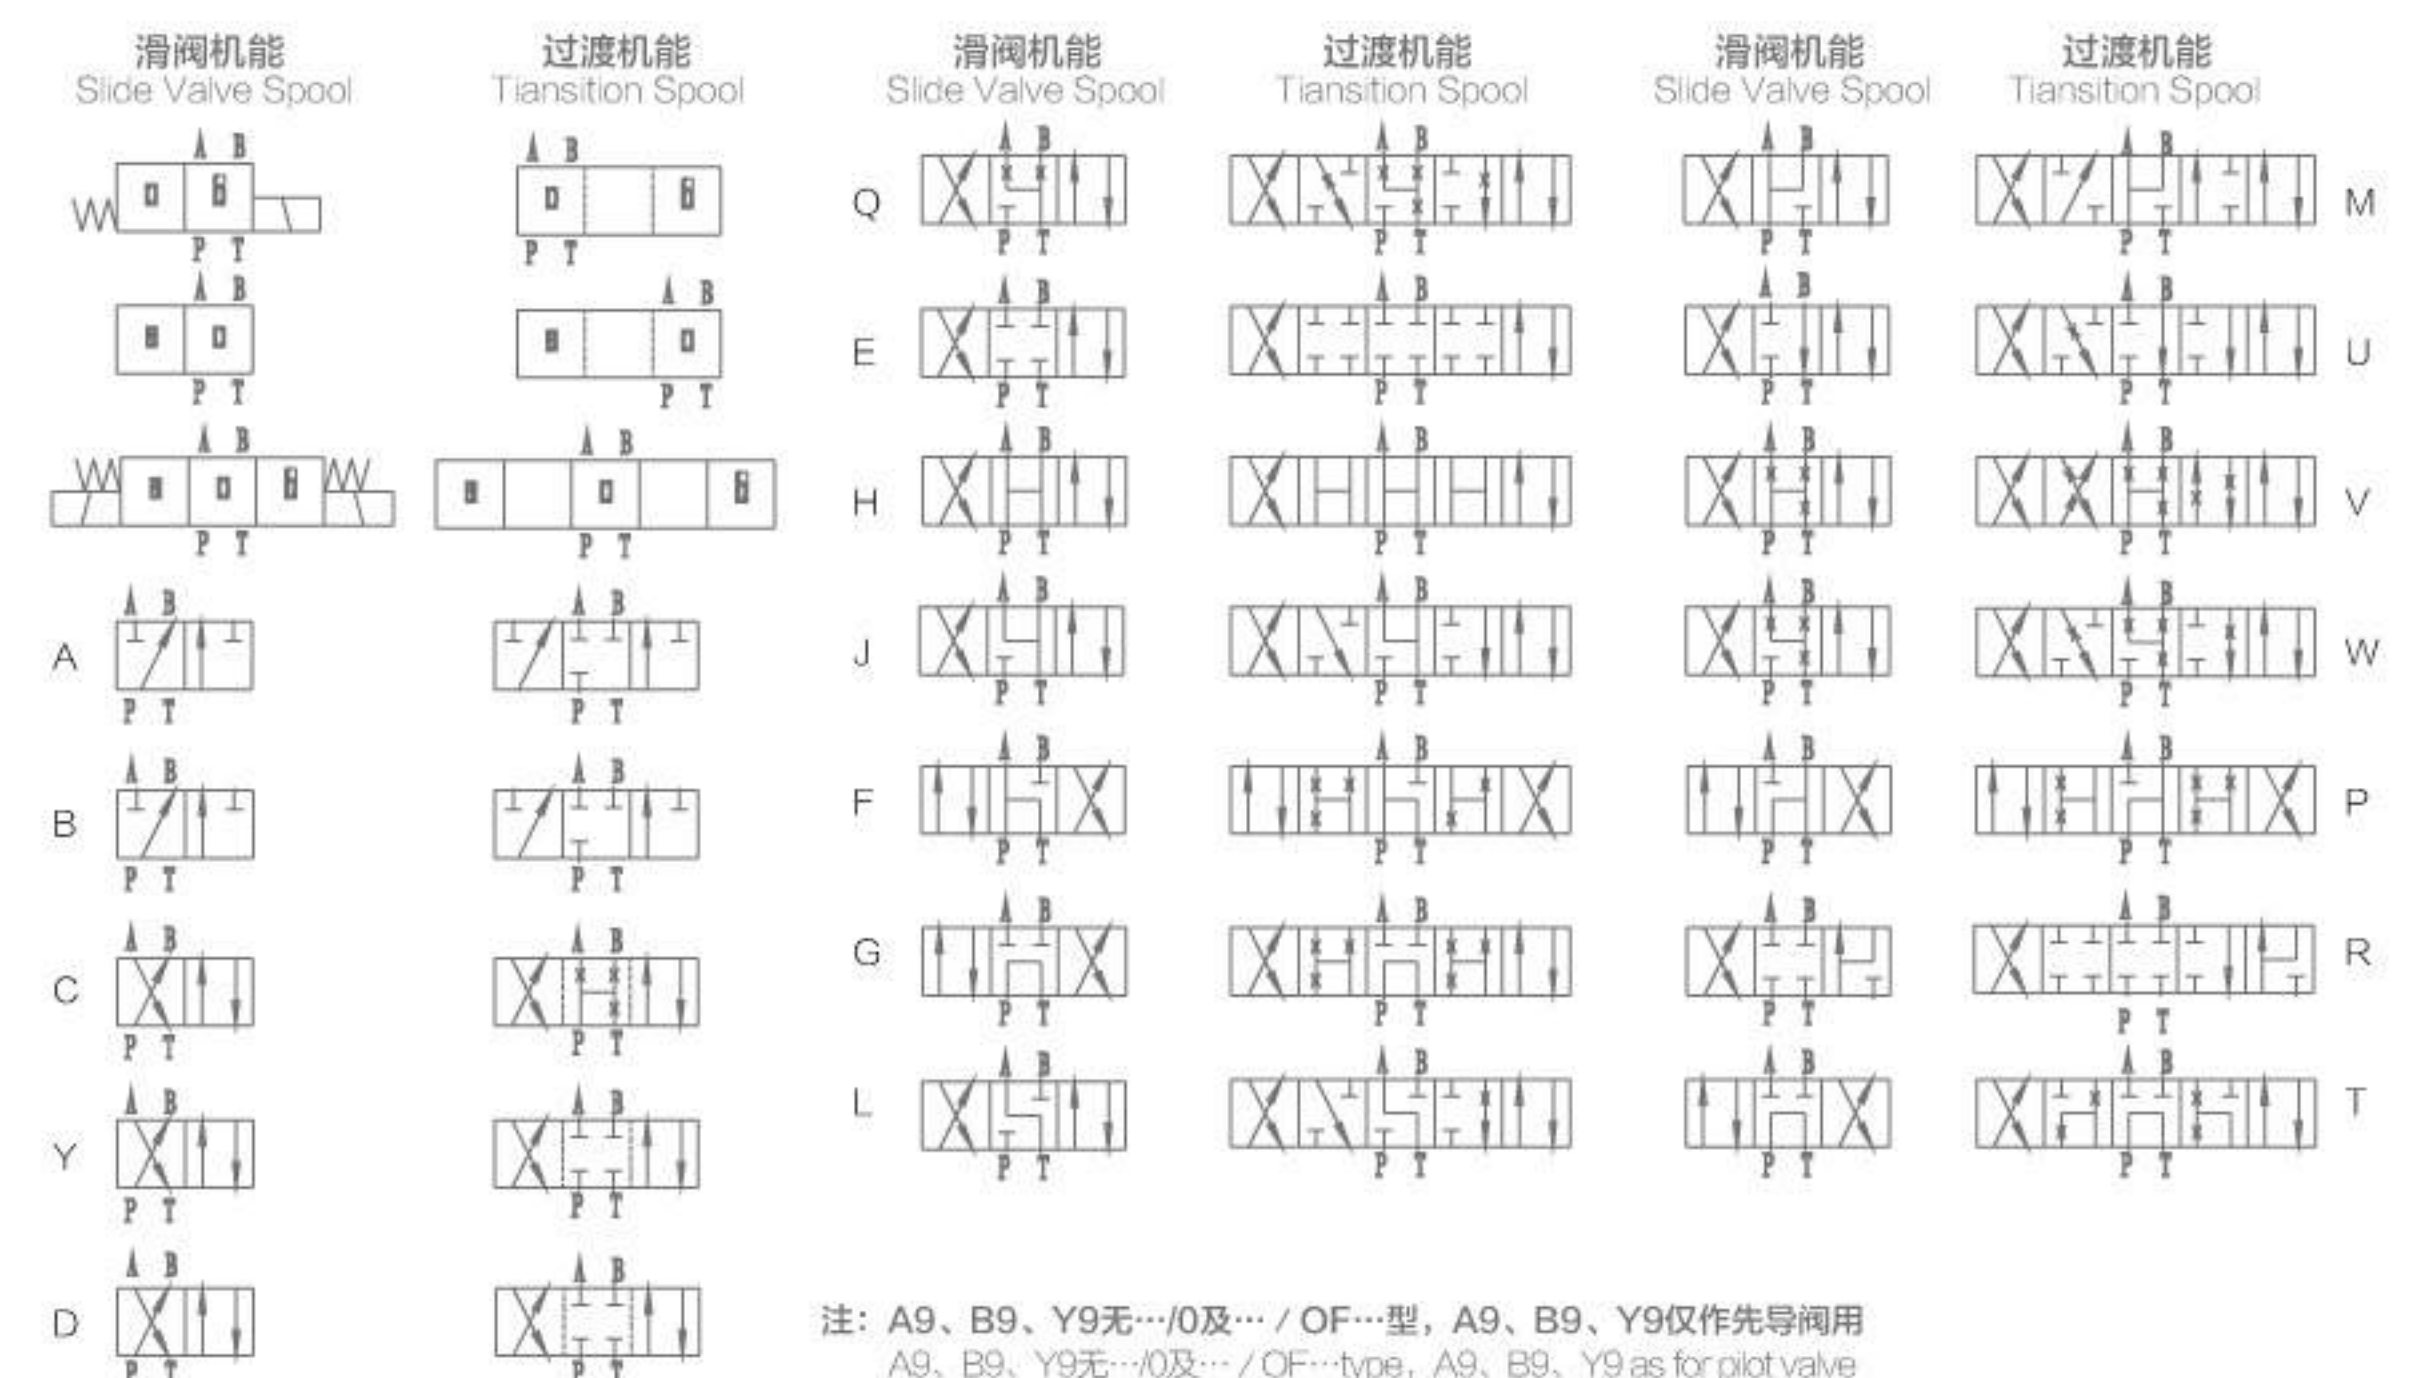 滑阀机能 过渡机能
Slide Valve Spool Tiansition Spool
A B A B
P T P T
A B A B
P T P T
A B A B
P T P T
A B A B
A
P T P T
A B A B
B
P T P T
A B A B
C
P T P T
A B A B
Y
P T P T
A B A B
D
P T P T
滑阀机能 过渡机能
Slide Valve Spool Tiansition Spool
A B A B
Q
P T P T
A B A B
E
P T P T
A B A B
H
P T P T
A B A B
J
P T P T
A B A B
F
P T P T
A B A B
G
P T P T
A B A B
L
P T P T
滑阀机能 过渡机能
Slide Valve Spool Tiansition Spool
A B A B
M
P T P T
A B A B
U
P T P T
A B A B
V
P T P T
A B A B
W
P T P T
A B A B
P
P T P T
A B A B
R
P T P T
A B A B
T
P T P T
注：A9、B9、Y9无…/0及… / OF…型，A9、B9、Y9仅作先导阀用
A9、B9、Y9无…/0及… / OF…type，A9、B9、Y9 as for pilot valve